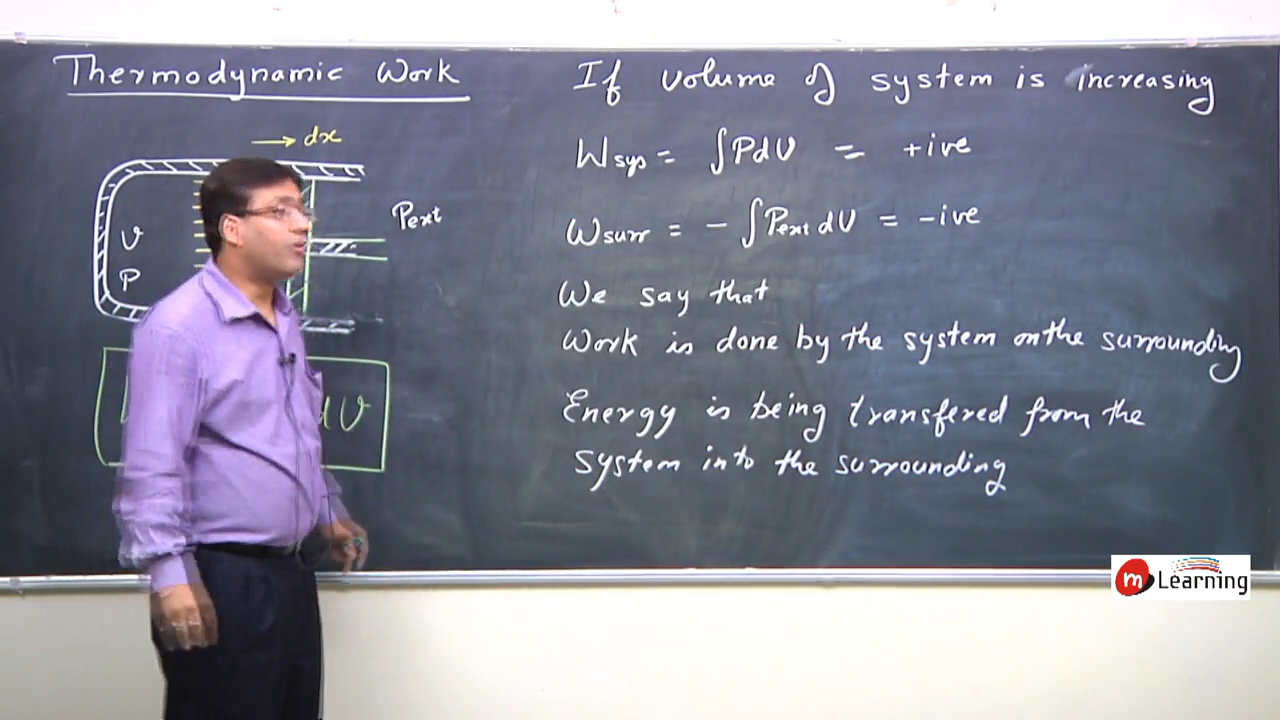 Thermodynamic Work
→ dx
V
P
Pext
dV
If volume of system is increasing
Wsys = ∫PdV = +ive
Wsurr = - ∫Pext dV = -ive
We say that
Work is done by the system on the surrounding
Energy is being transfered from the
system into the surrounding
m Learning